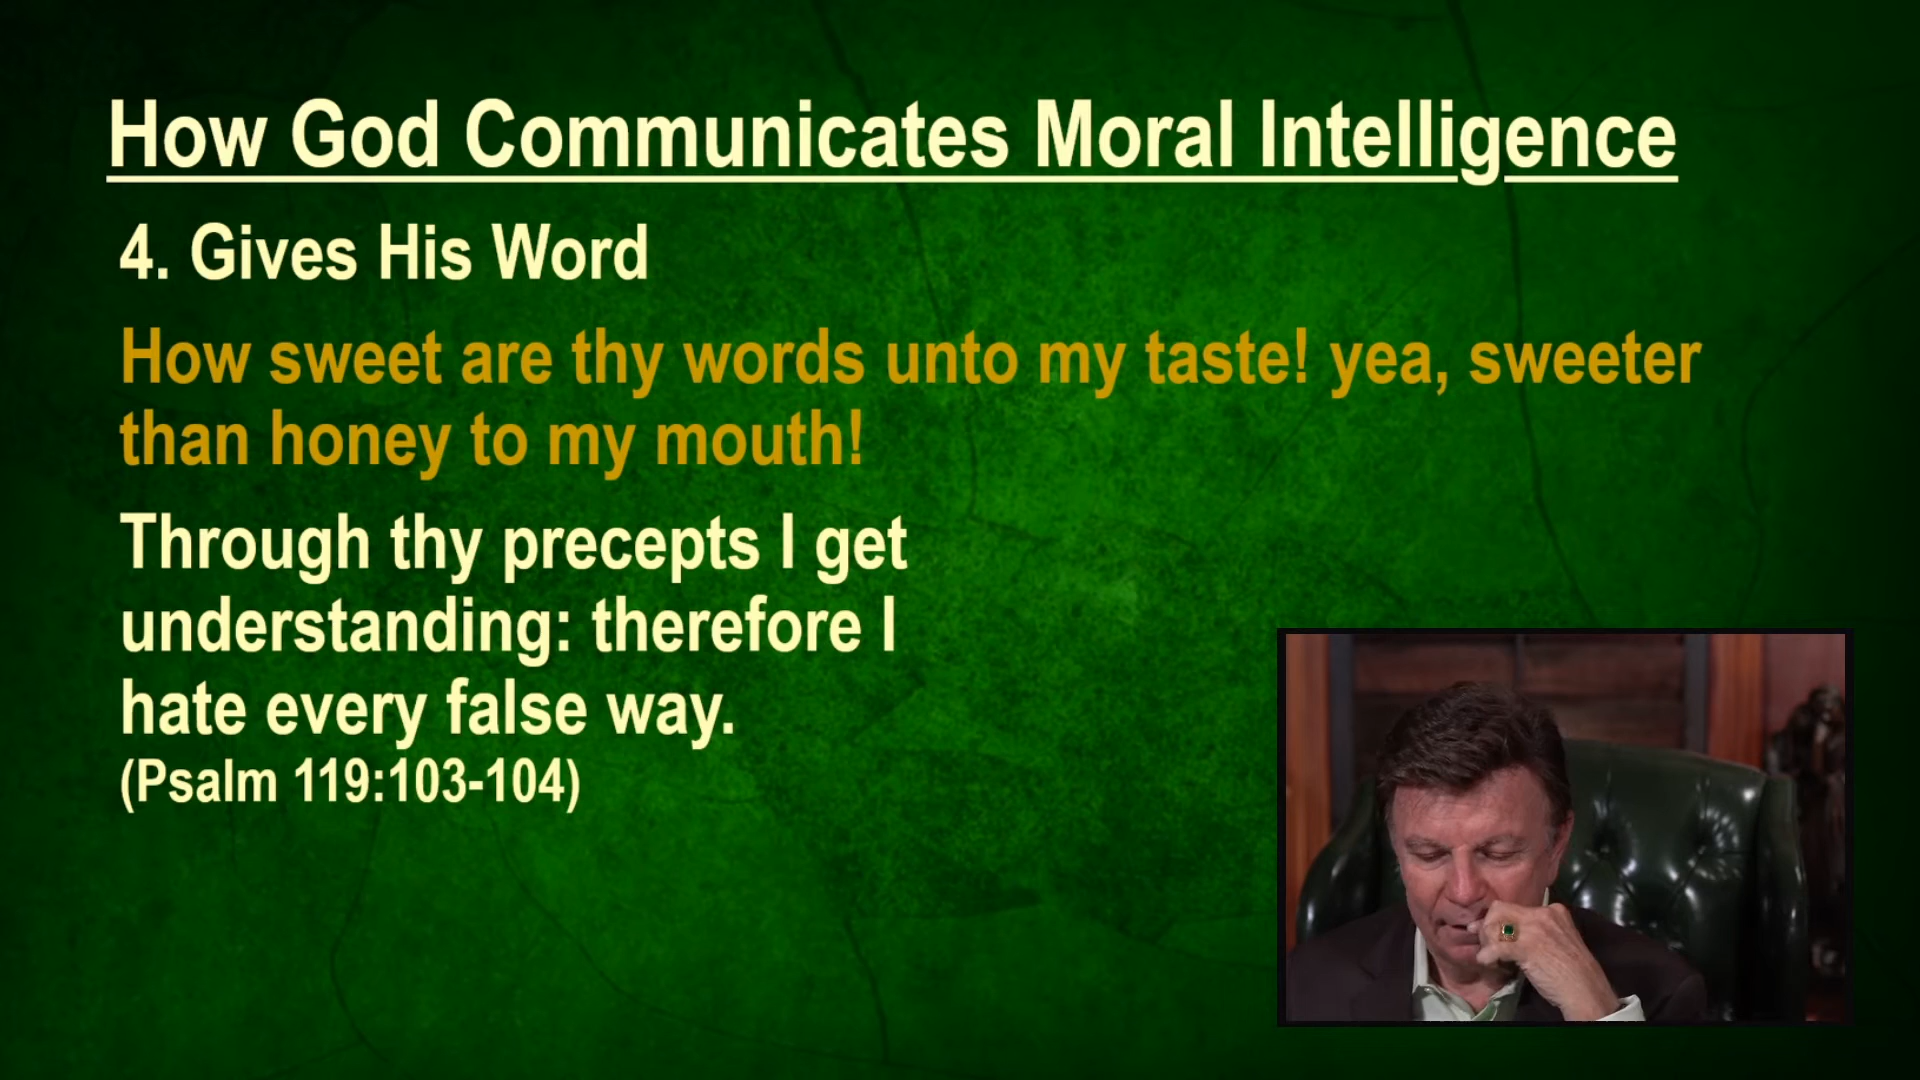 How God Communicates Moral Intelligence
4. Gives His Word
How sweet are thy words unto my taste! yea, sweeter
than honey to my mouth!
Through thy precepts I get
understanding: therefore I
hate every false way.
(Psalm 119:103-104)